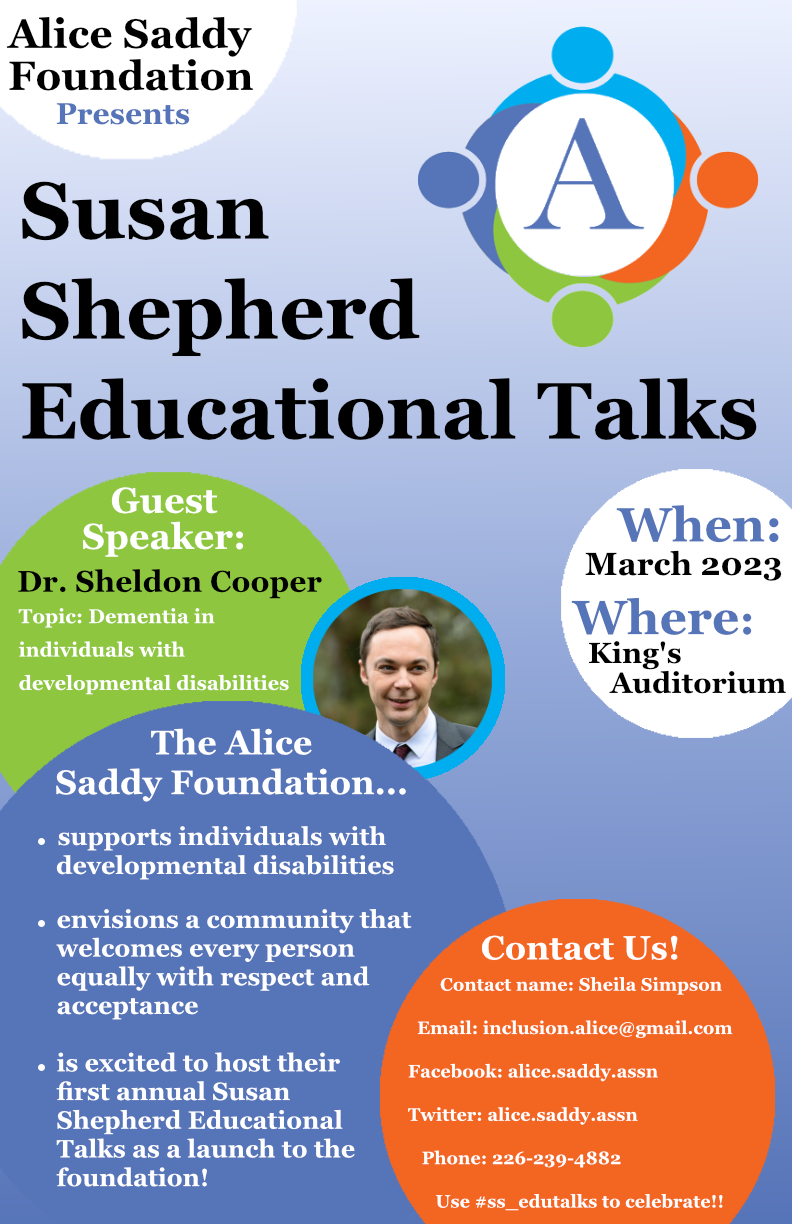 Alice Saddy
Foundation
Presents
A
Susan
Shepherd
Educational Talks
Guest
Speaker:
Dr. Sheldon Cooper
Topic: Dementia in
individuals with
developmental disabilities
When:
March 2023
Where:
King's
Auditorium
The Alice
Saddy Foundation...
• supports individuals with
developmental disabilities
• envisions a community that
welcomes every person
equally with respect and
acceptance
• is excited to host their
first annual Susan
Shepherd Educational
Talks as a launch to the
foundation!
Contact Us!
Contact name: Sheila Simpson
Email: inclusion.alice@gmail.com
Facebook: alice.saddy.assn
Twitter: alice.saddy.assn
Phone: 226-239-4882
Use #ss_edutalks to celebrate!!